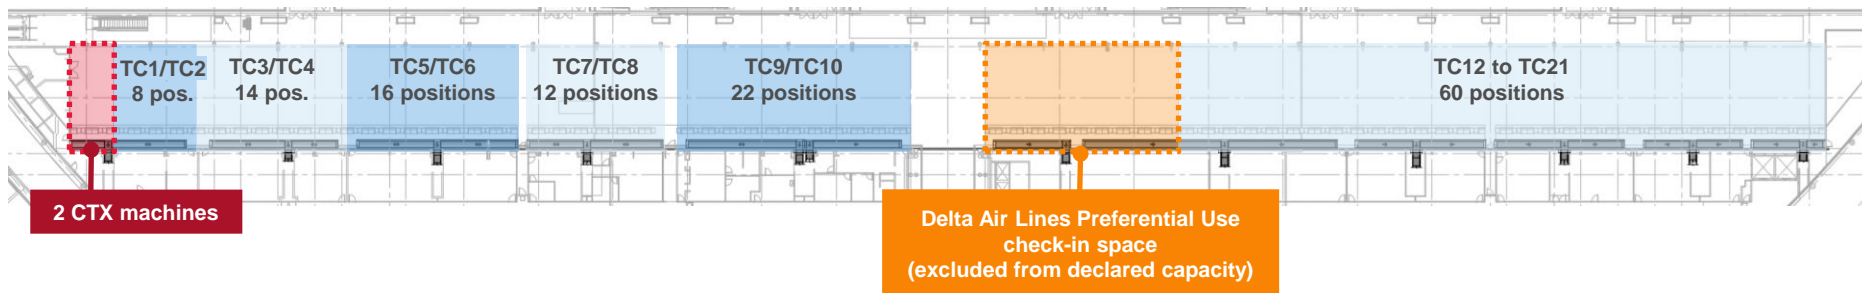 TC1/TC2
8 pos.
TC3/TC4
14 pos.
TC5/TC6
16 positions
TC7/TC8
12 positions
TC9/TC10
22 positions
TC12 to TC21
60 positions
2 CTX machines
Delta Air Lines Preferential Use
check-in space
(excluded from declared capacity)